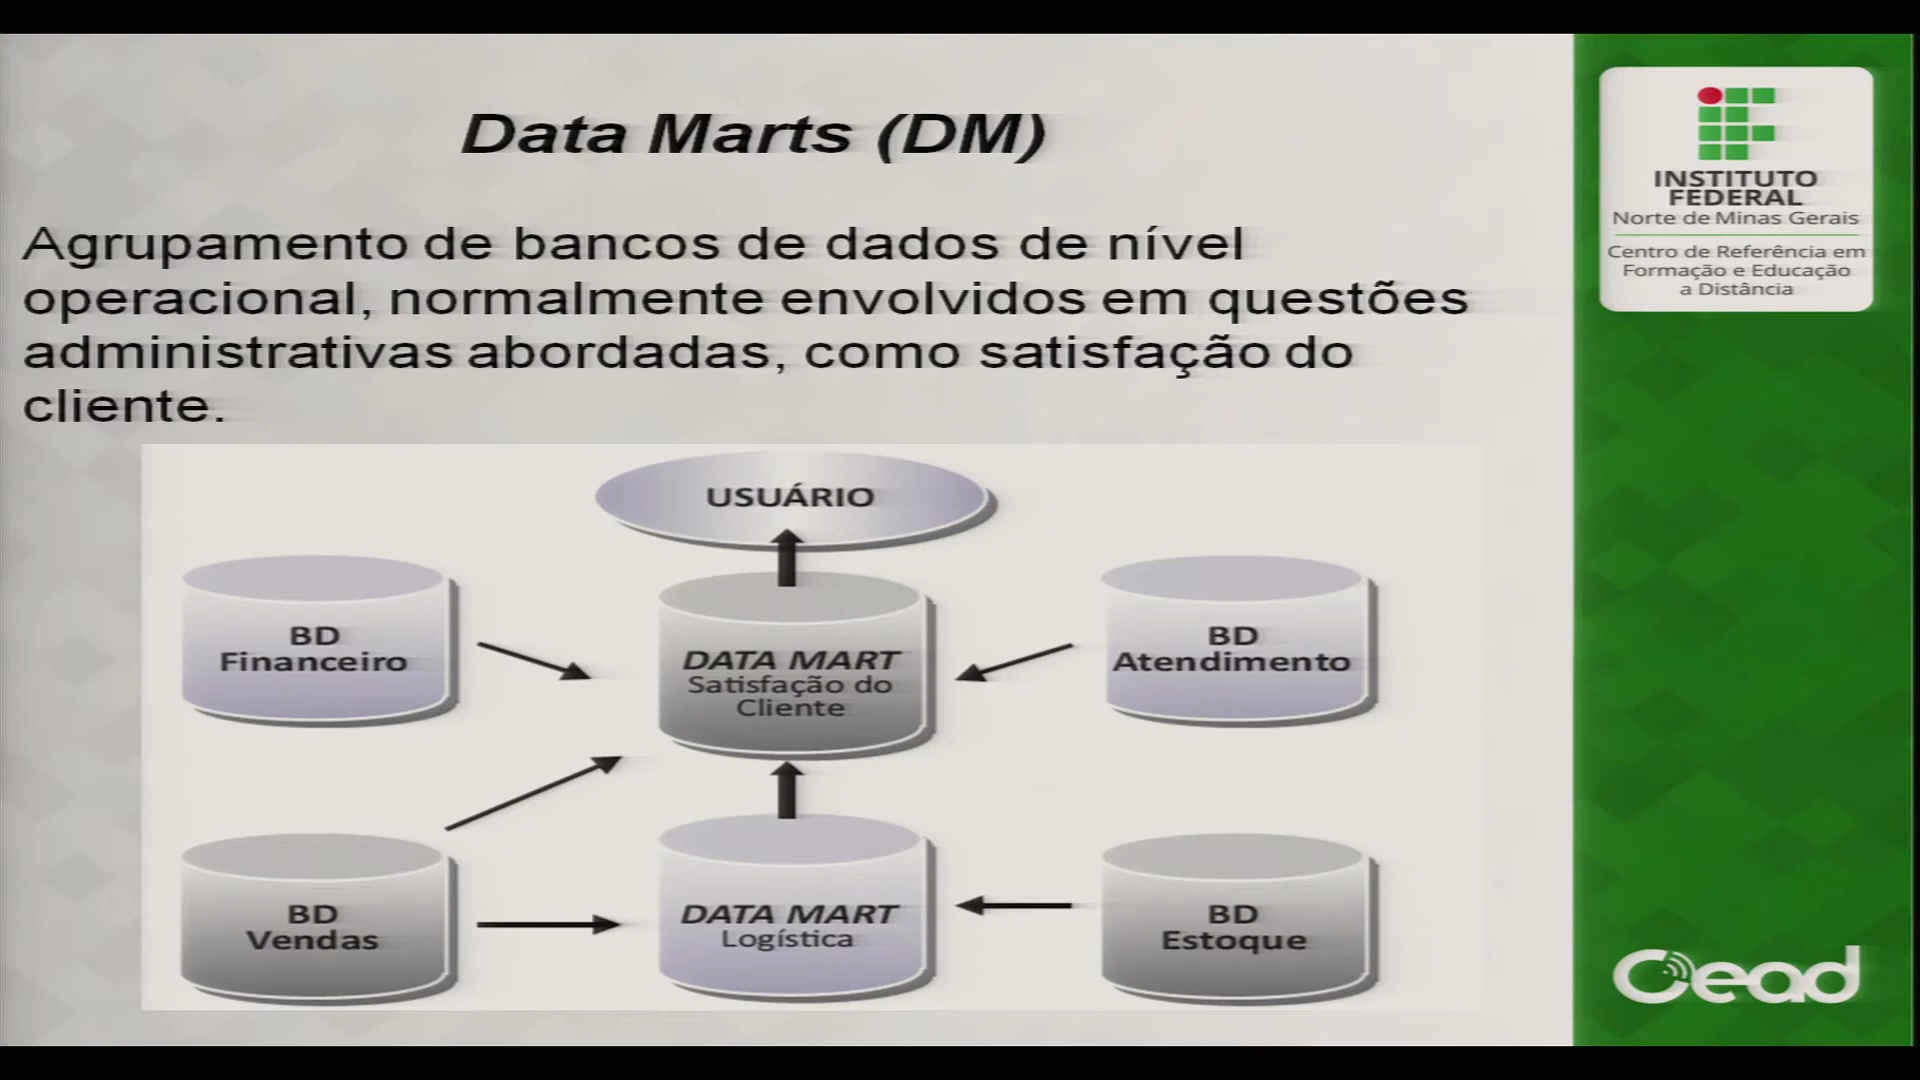 Data Marts (DM)
Agrupamento de bancos de dados de nível
operacional, normalmente envolvidos em questões
administrativas abordadas, como satisfação do
cliente.
USUÁRIO
BD
Financeiro
DATA MART
Satisfação do
Cliente
BD
Atendimento
BD
Vendas
DATA MART
Logística
BD
Estoque
INSTITUTO
FEDERAL
Norte de Minas Gerais
Centro de Referência em
Formação e Educação
a Distância
Cead